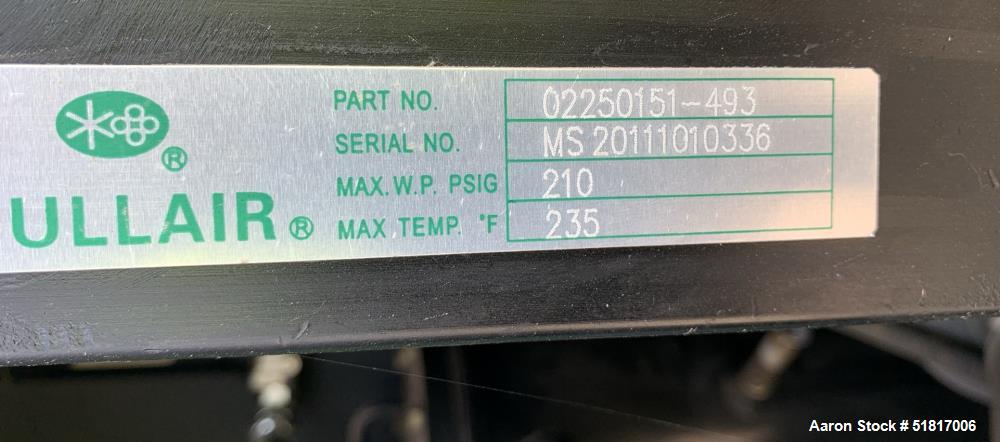 PART NO. 02250151-493
SERIAL NO. MS 20111010336
MAX. W.P. PSIG 210
MAX TEMP. °F 235
ULLAIR®
®
Aaron Stock # 51817006